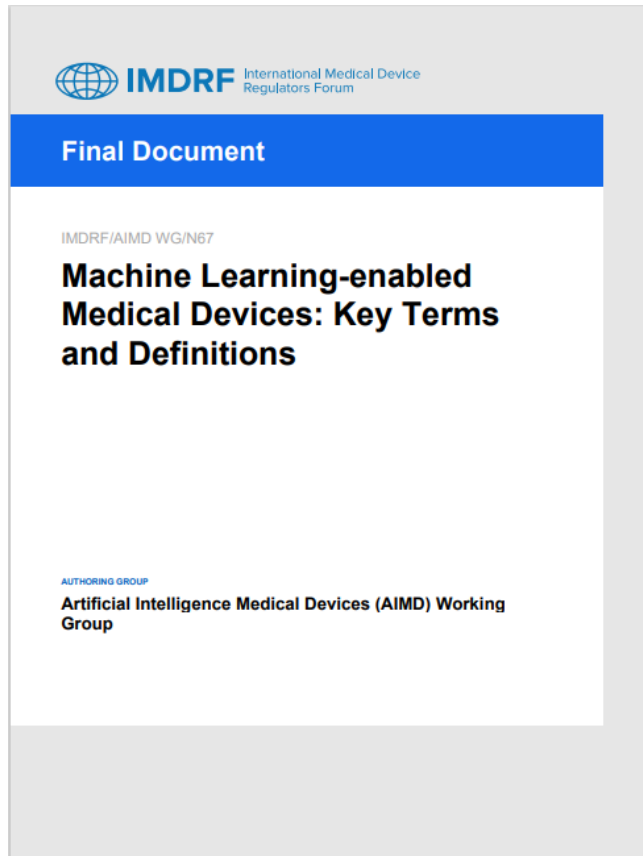 IMDRF International Medical Device
Regulators Forum
Final Document
IMDRF/AIMD WG/N67
Machine Learning-enabled
Medical Devices: Key Terms
and Definitions
AUTHORING GROUP
Artificial Intelligence Medical Devices (AIMD) Working
Group